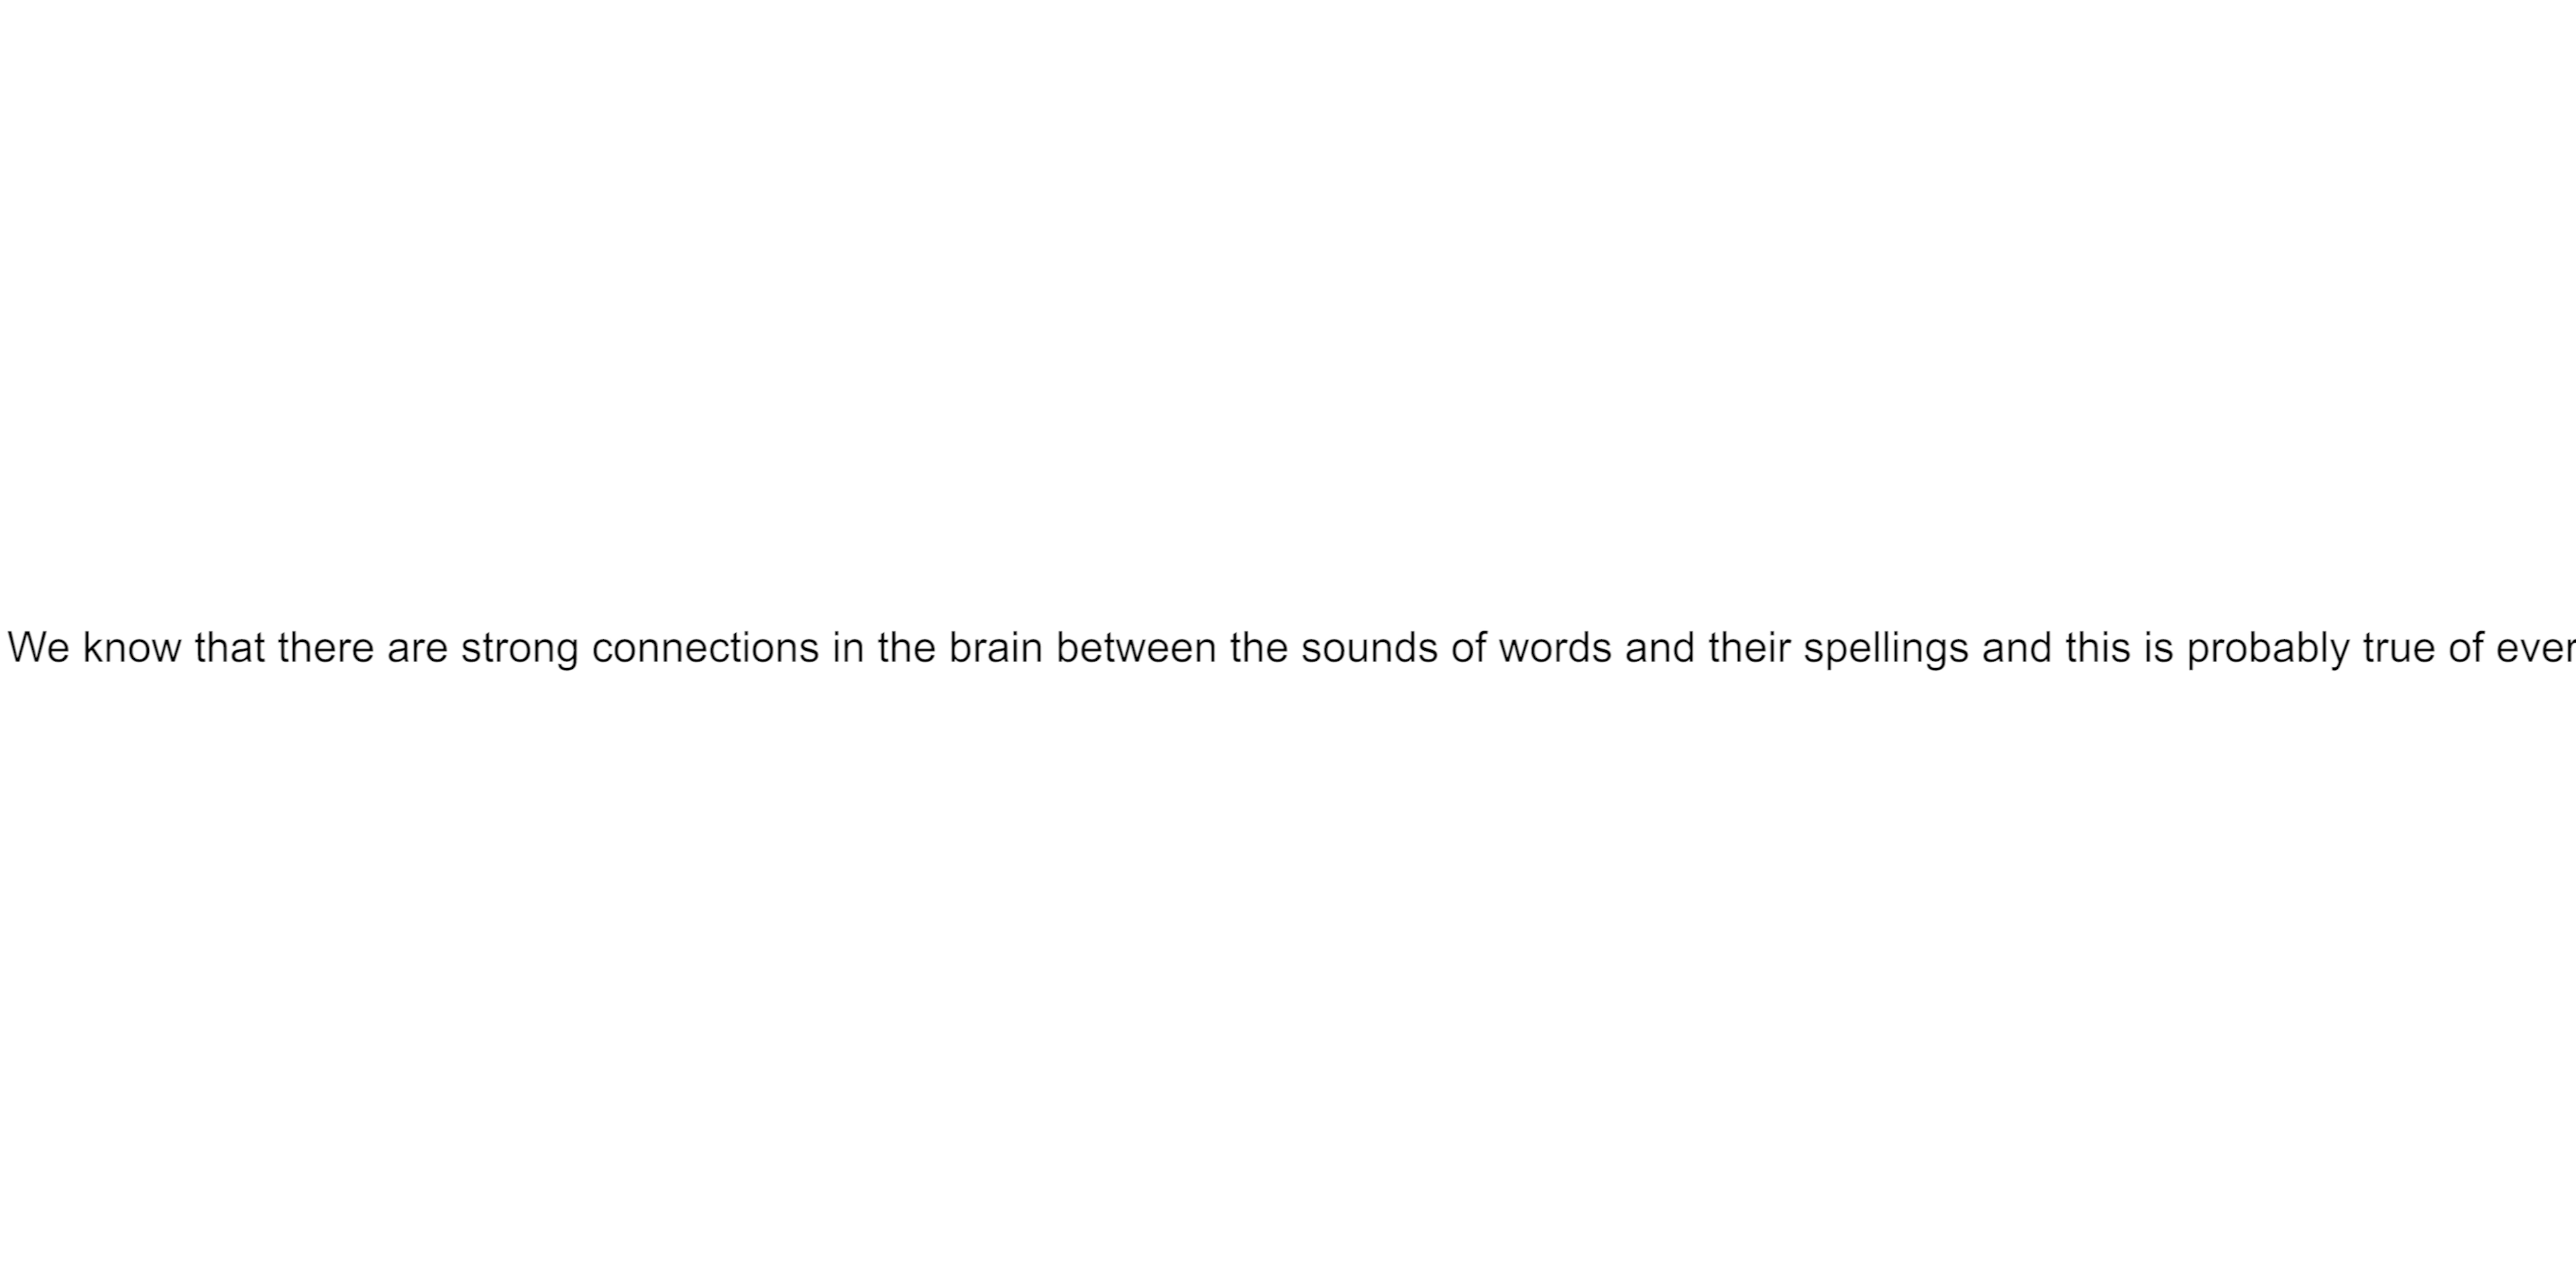 We know that there are strong connections in the brain between the sounds of words and their spellings and this is probably true of ever